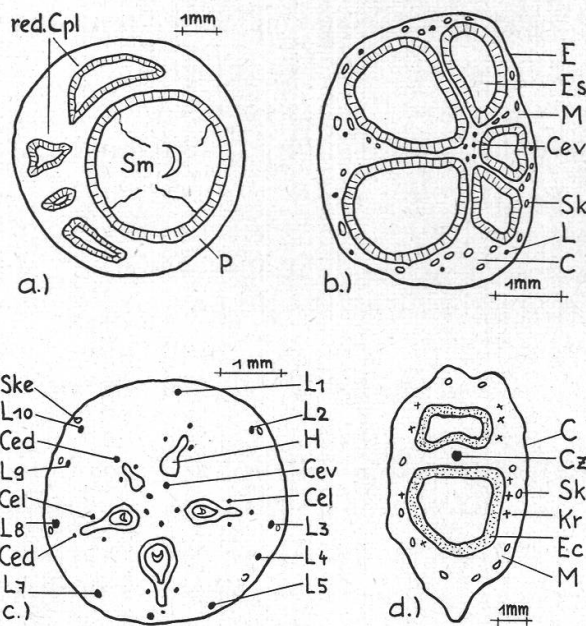 red.Cpl
1mm
Sm
P
a.)
E
Es
M
Cev
Sk
L
C
b.)
1mm
1 mm
Ske
L10
Ced
L9
Cel
L8
Ced
L7
c.)
L1
L2
H
Cev
Cel
L3
L4
L5
C
Cz
Sk
Kr
Ec
M
d.)
1mm